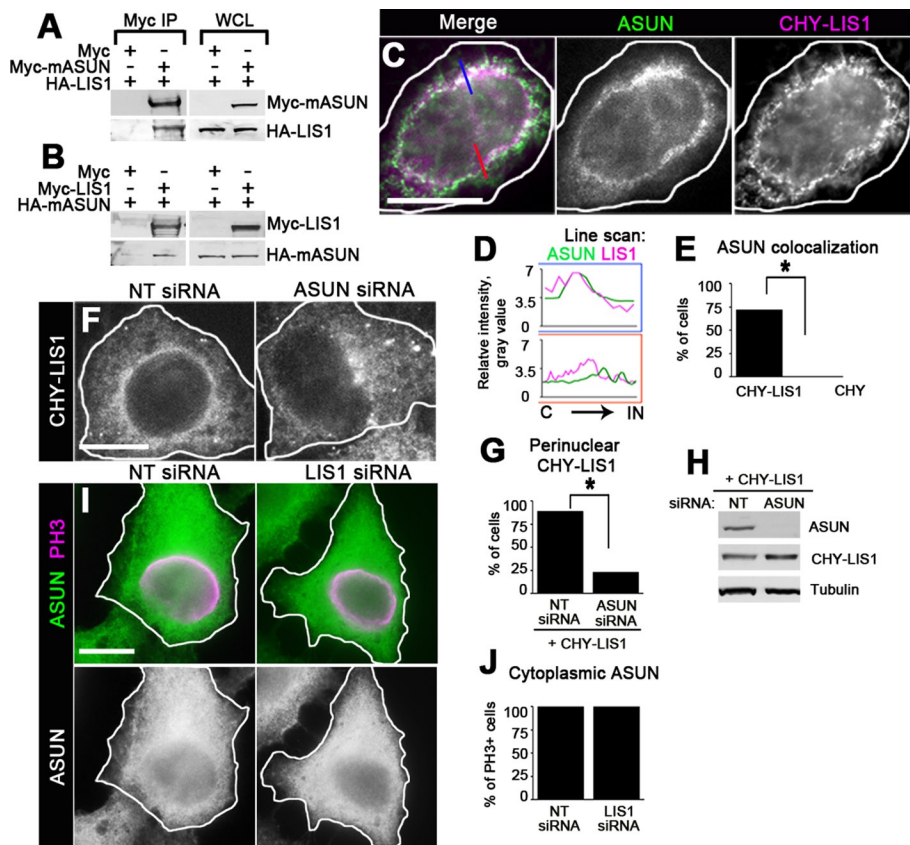 A
Myc IP
WCL
Myc + - + -
Myc-mASUN - + - +
HA-LIS1 + + + +
Myc-mASUN
HA-LIS1
B
Myc + - + -
Myc-LIS1 - + - +
HA-mASUN + + + +
Myc-LIS1
HA-mASUN
Merge
ASUN
CHY-LIS1
C
D
Line scan:
ASUN LIS1
Relatve intensity,
gray value
7
3.5
0
7
3.5
0
C IN
E
ASUN colocalization
*
% of cells
100
75
50
25
0
CHY-LIS1 CHY
NT siRNA
ASUN siRNA
F
CHY-LIS1
G
Perinuclear
CHY-LIS1
*
% of cells
100
75
50
25
0
NT
siRNA
ASUN
siRNA
+ CHY-LIS1
H
+ CHY-LIS1
siRNA: NT ASUN
ASUN
CHY-LIS1
Tubulin
NT siRNA
LIS1 siRNA
I
ASUN PH3
ASUN
J
Cytoplasmic ASUN
% of PH3+ cells
100
75
50
25
0
NT
siRNA
LIS1
siRNA